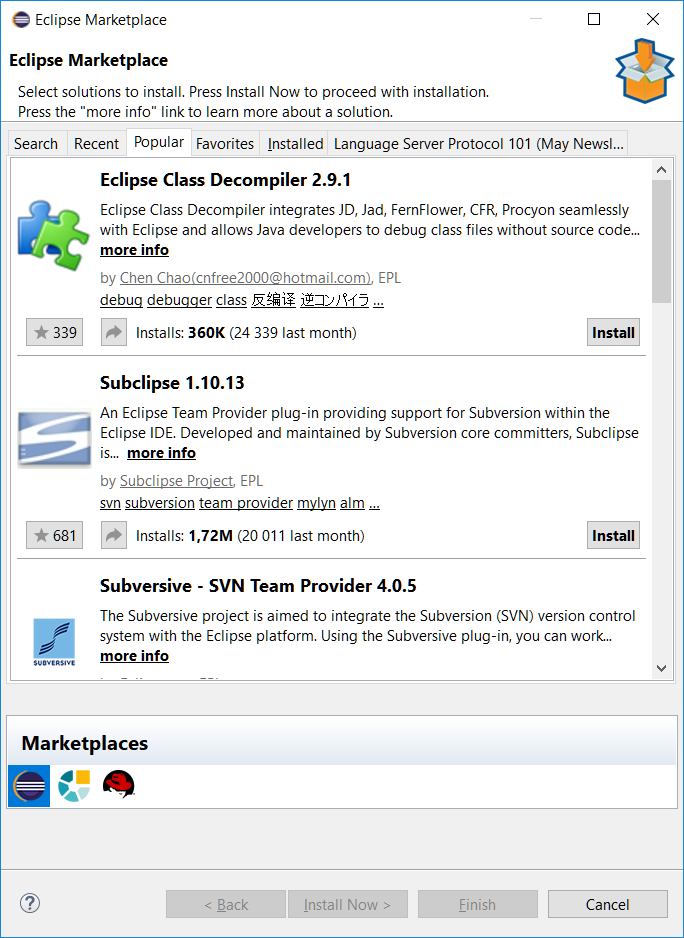 Eclipse Marketplace
Eclipse Marketplace
Select solutions to install. Press Install Now to proceed with installation.
Press the "more info" link to learn more about a solution.
Search Recent Popular Favorites Installed Language Server Protocol 101 (May Newsl...
Eclipse Class Decompiler 2.9.1
Eclipse Class Decompiler integrates JD, Jad, FernFlower, CFR, Procyon seamlessly
with Eclipse and allows Java developers to debug class files without source code...
more info
by Chen Chao(cnfree2000@hotmail.com), EPL
debug debugger class 反编译 逆コンパイラ ...
339 Installs: 360K (24 339 last month) Install
Subclipse 1.10.13
An Eclipse Team Provider plug-in providing support for Subversion within the
Eclipse IDE. Developed and maintained by Subversion core committers, Subclipse
is... more info
by Subclipse Project, EPL
svn subversion team provider mylyn alm ...
681 Installs: 1,72M (20 011 last month) Install
Subversive - SVN Team Provider 4.0.5
The Subversive project is aimed to integrate the Subversion (SVN) version control
system with the Eclipse platform. Using the Subversive plug-in, you can work...
SUBVERSIVE
more info
Marketplaces
? < Back Install Now > Finish Cancel